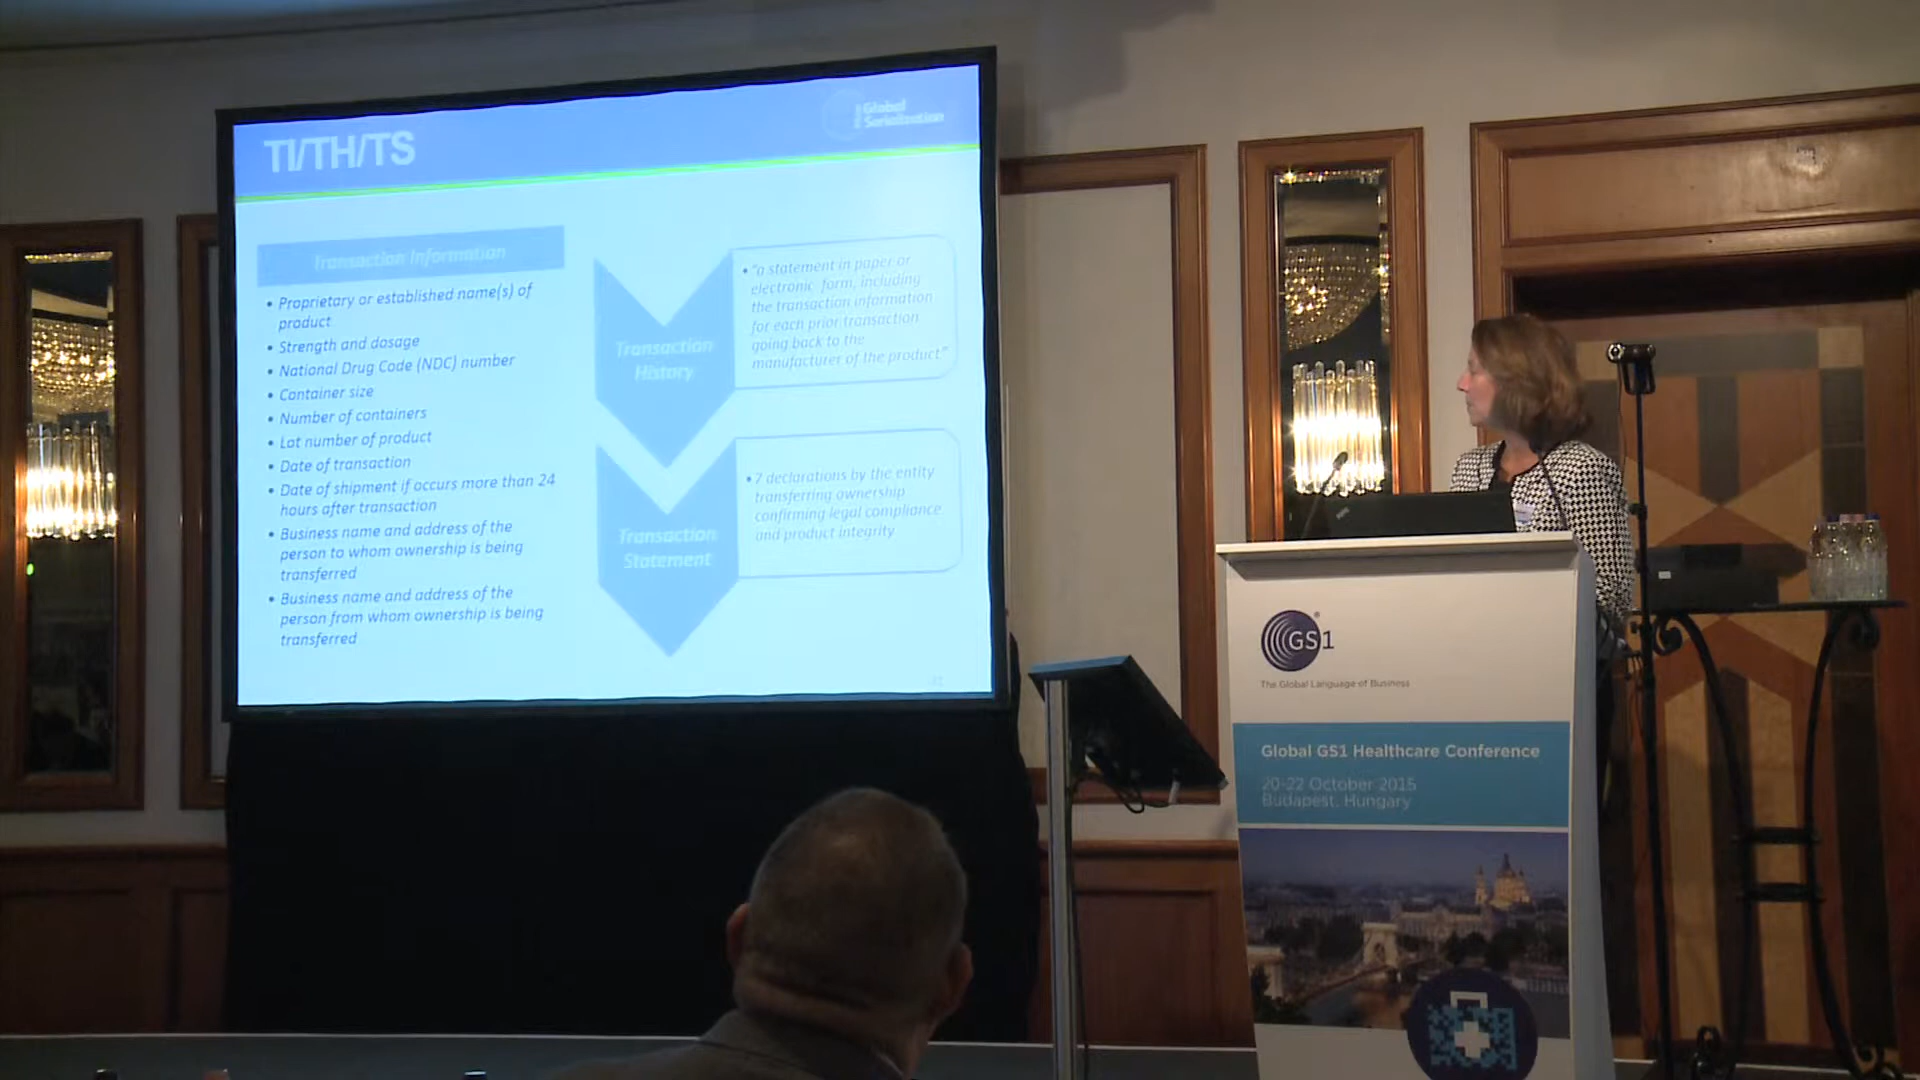 TI/TH/TS
Global
Serialisation
Transaction Information
• Proprietary or established name(s) of
product
• Strength and dosage
• National Drug Code (NDC) number
• Container size
• Number of containers
• Lot number of product
• Date of transaction
• Date of shipment if occurs more than 24
hours after transaction
• Business name and address of the
person to whom ownership is being
transferred
• Business name and address of the
person from whom ownership is being
transferred
Transaction
History
• "a statement in paper or
electronic form, including
the transaction information
for each prior transaction
going back to the
manufacturer of the product"
Transaction
Statement
• 7 declarations by the entity
transferring ownership
confirming legal compliance
and product integrity
GS1
The Global Language of Business
Global GS1 Healthcare Conference
20-22 October 2015
Budapest, Hungary